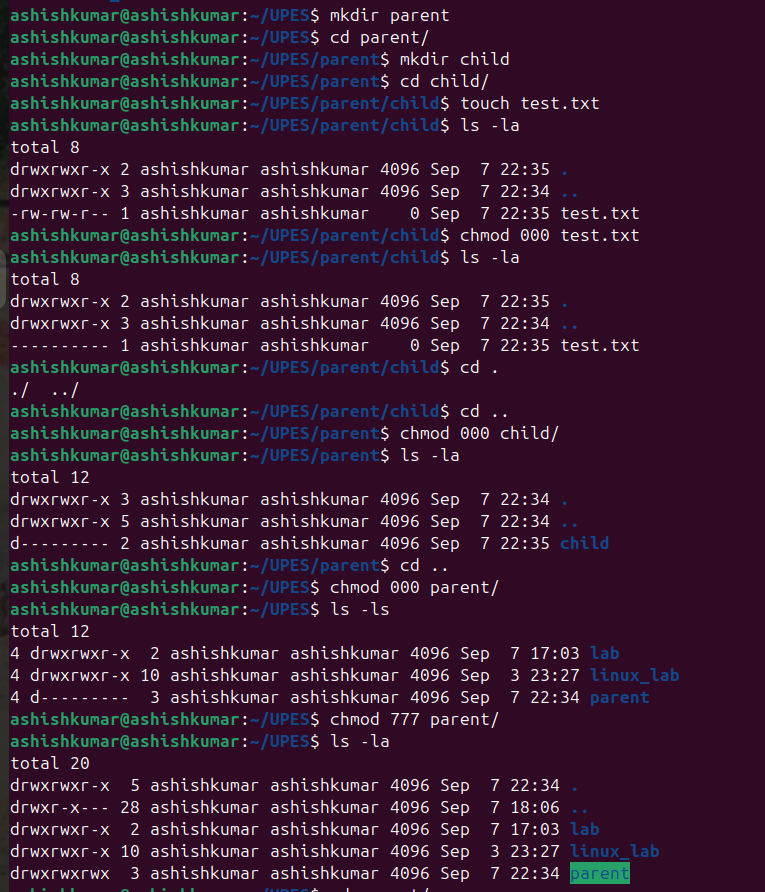 ashishkumar@ashishkumar:~/UPES$ mkdir parent
ashishkumar@ashishkumar:~/UPES$ cd parent/
ashishkumar@ashishkumar:~/UPES/parent$ mkdir child
ashishkumar@ashishkumar:~/UPES/parent$ cd child/
ashishkumar@ashishkumar:~/UPES/parent/child$ touch test.txt
ashishkumar@ashishkumar:~/UPES/parent/child$ ls -la
total 8
drwxrwxr-x 2 ashishkumar ashishkumar 4096 Sep  7 22:35 .
drwxrwxr-x 3 ashishkumar ashishkumar 4096 Sep  7 22:34 ..
-rw-rw-r-- 1 ashishkumar ashishkumar    0 Sep  7 22:35 test.txt
ashishkumar@ashishkumar:~/UPES/parent/child$ chmod 000 test.txt
ashishkumar@ashishkumar:~/UPES/parent/child$ ls -la
total 8
drwxrwxr-x 2 ashishkumar ashishkumar 4096 Sep  7 22:35 .
drwxrwxr-x 3 ashishkumar ashishkumar 4096 Sep  7 22:34 ..
---------- 1 ashishkumar ashishkumar    0 Sep  7 22:35 test.txt
ashishkumar@ashishkumar:~/UPES/parent/child$ cd .
./  ../
ashishkumar@ashishkumar:~/UPES/parent/child$ cd ..
ashishkumar@ashishkumar:~/UPES/parent$ chmod 000 child/
ashishkumar@ashishkumar:~/UPES/parent$ ls -la
total 12
drwxrwxr-x 3 ashishkumar ashishkumar 4096 Sep  7 22:34 .
drwxrwxr-x 5 ashishkumar ashishkumar 4096 Sep  7 22:34 ..
d--------- 2 ashishkumar ashishkumar 4096 Sep  7 22:35 child
ashishkumar@ashishkumar:~/UPES/parent$ cd ..
ashishkumar@ashishkumar:~/UPES$ chmod 000 parent/
ashishkumar@ashishkumar:~/UPES$ ls -ls
total 12
4 drwxrwxr-x  2 ashishkumar ashishkumar 4096 Sep  7 17:03 lab
4 drwxrwxr-x 10 ashishkumar ashishkumar 4096 Sep  3 23:27 linux_lab
4 d---------  3 ashishkumar ashishkumar 4096 Sep  7 22:34 parent
ashishkumar@ashishkumar:~/UPES$ chmod 777 parent/
ashishkumar@ashishkumar:~/UPES$ ls -la
total 20
drwxrwxr-x  5 ashishkumar ashishkumar 4096 Sep  7 22:34 .
drwxr-x--- 28 ashishkumar ashishkumar 4096 Sep  7 18:06 ..
drwxrwxr-x  2 ashishkumar ashishkumar 4096 Sep  7 17:03 lab
drwxrwxr-x 10 ashishkumar ashishkumar 4096 Sep  3 23:27 linux_lab
drwxrwxrwx  3 ashishkumar ashishkumar 4096 Sep  7 22:34 parent